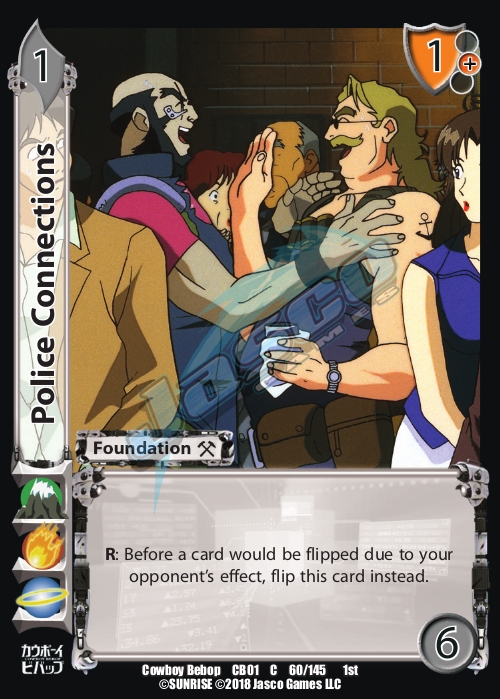 1
1
+
Police Connections
Foundation
R: Before a card would be flipped due to your
opponent's effect, flip this card instead.
カウボーイ
ビバップ
6
Cowboy Bebop CB01 C 60/145 1st
©SUNRISE ©2018 Jasco Games LLC
Jasco